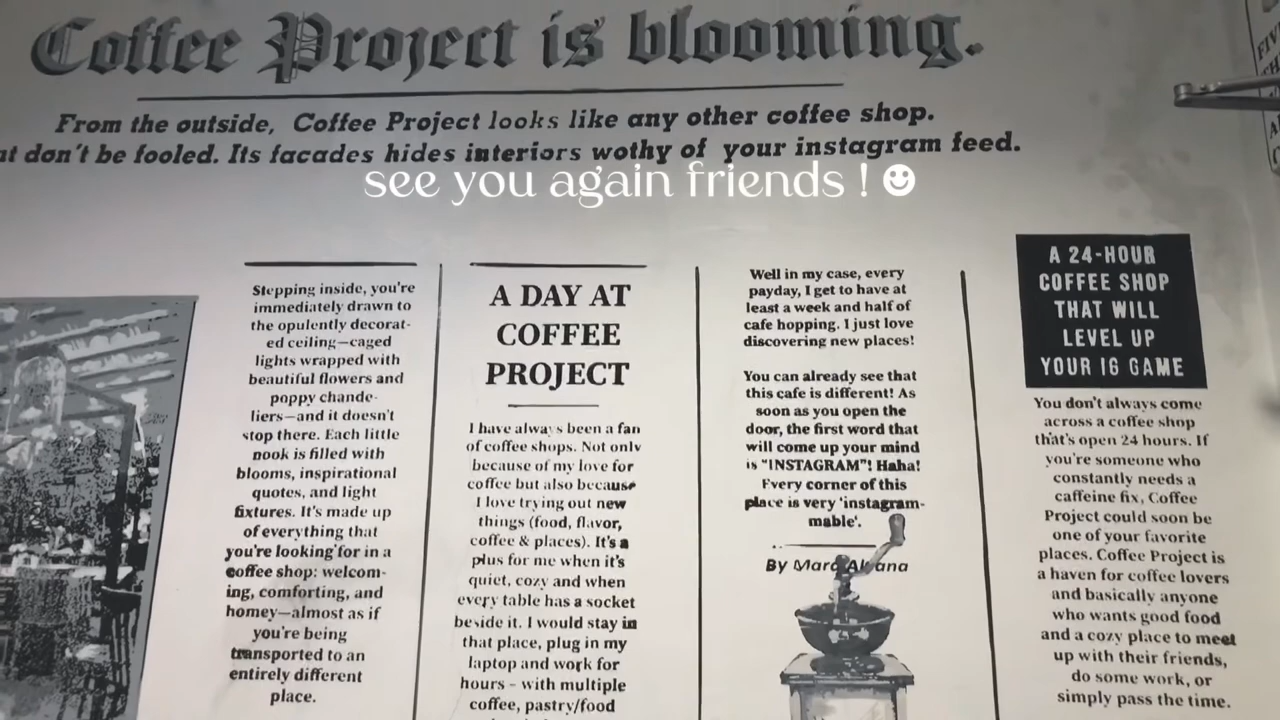 Coffee Project is blooming.
From the outside, Coffee Project looks like any other coffee shop.
don't be fooled. Its facades hides interiors wothy of your instagram feed.
see you again friends ! ☻
Stepping inside, you're
immediately drawn to
the opulently decorat-
ed ceiling—caged
lights wrapped with
beautiful flowers and
poppy chande-
liers—and it doesn't
stop there. Each little
nook is filled with
blooms, inspirational
quotes, and light
fixtures. It's made up
of everything that
you're looking for in a
coffee shop: welcom-
ing, comforting, and
homey—almost as if
you're being
transported to an
entirely different
place.
A DAY AT
COFFEE
PROJECT
I have always been a fan
of coffee shops. Not only
because of my love for
coffee but also because
I love trying out new
things (food, flavor,
coffee & places). It's a
plus for me when it's
quiet, cozy and when
every table has a socket
beside it. I would stay in
that place, plug in my
laptop and work for
hours - with multiple
coffee, pastry/food
Well in my case, every
payday, I get to have at
least a week and half of
cafe hopping. I just love
discovering new places!
You can already see that
this cafe is different! As
soon as you open the
door, the first word that
will come up your mind
is "INSTAGRAM"! Haha!
Every corner of this
place is very 'instagram-
mable'.
By
A 24-HOUR
COFFEE SHOP
THAT WILL
LEVEL UP
YOUR IG GAME
You don't always come
across a coffee shop
that's open 24 hours. If
you're someone who
constantly needs a
caffeine fix, Coffee
Project could soon be
one of your favorite
places. Coffee Project is
a haven for coffee lovers
and basically anyone
who wants good food
and a cozy place to meet
up with their friends,
do some work, or
simply pass the time.